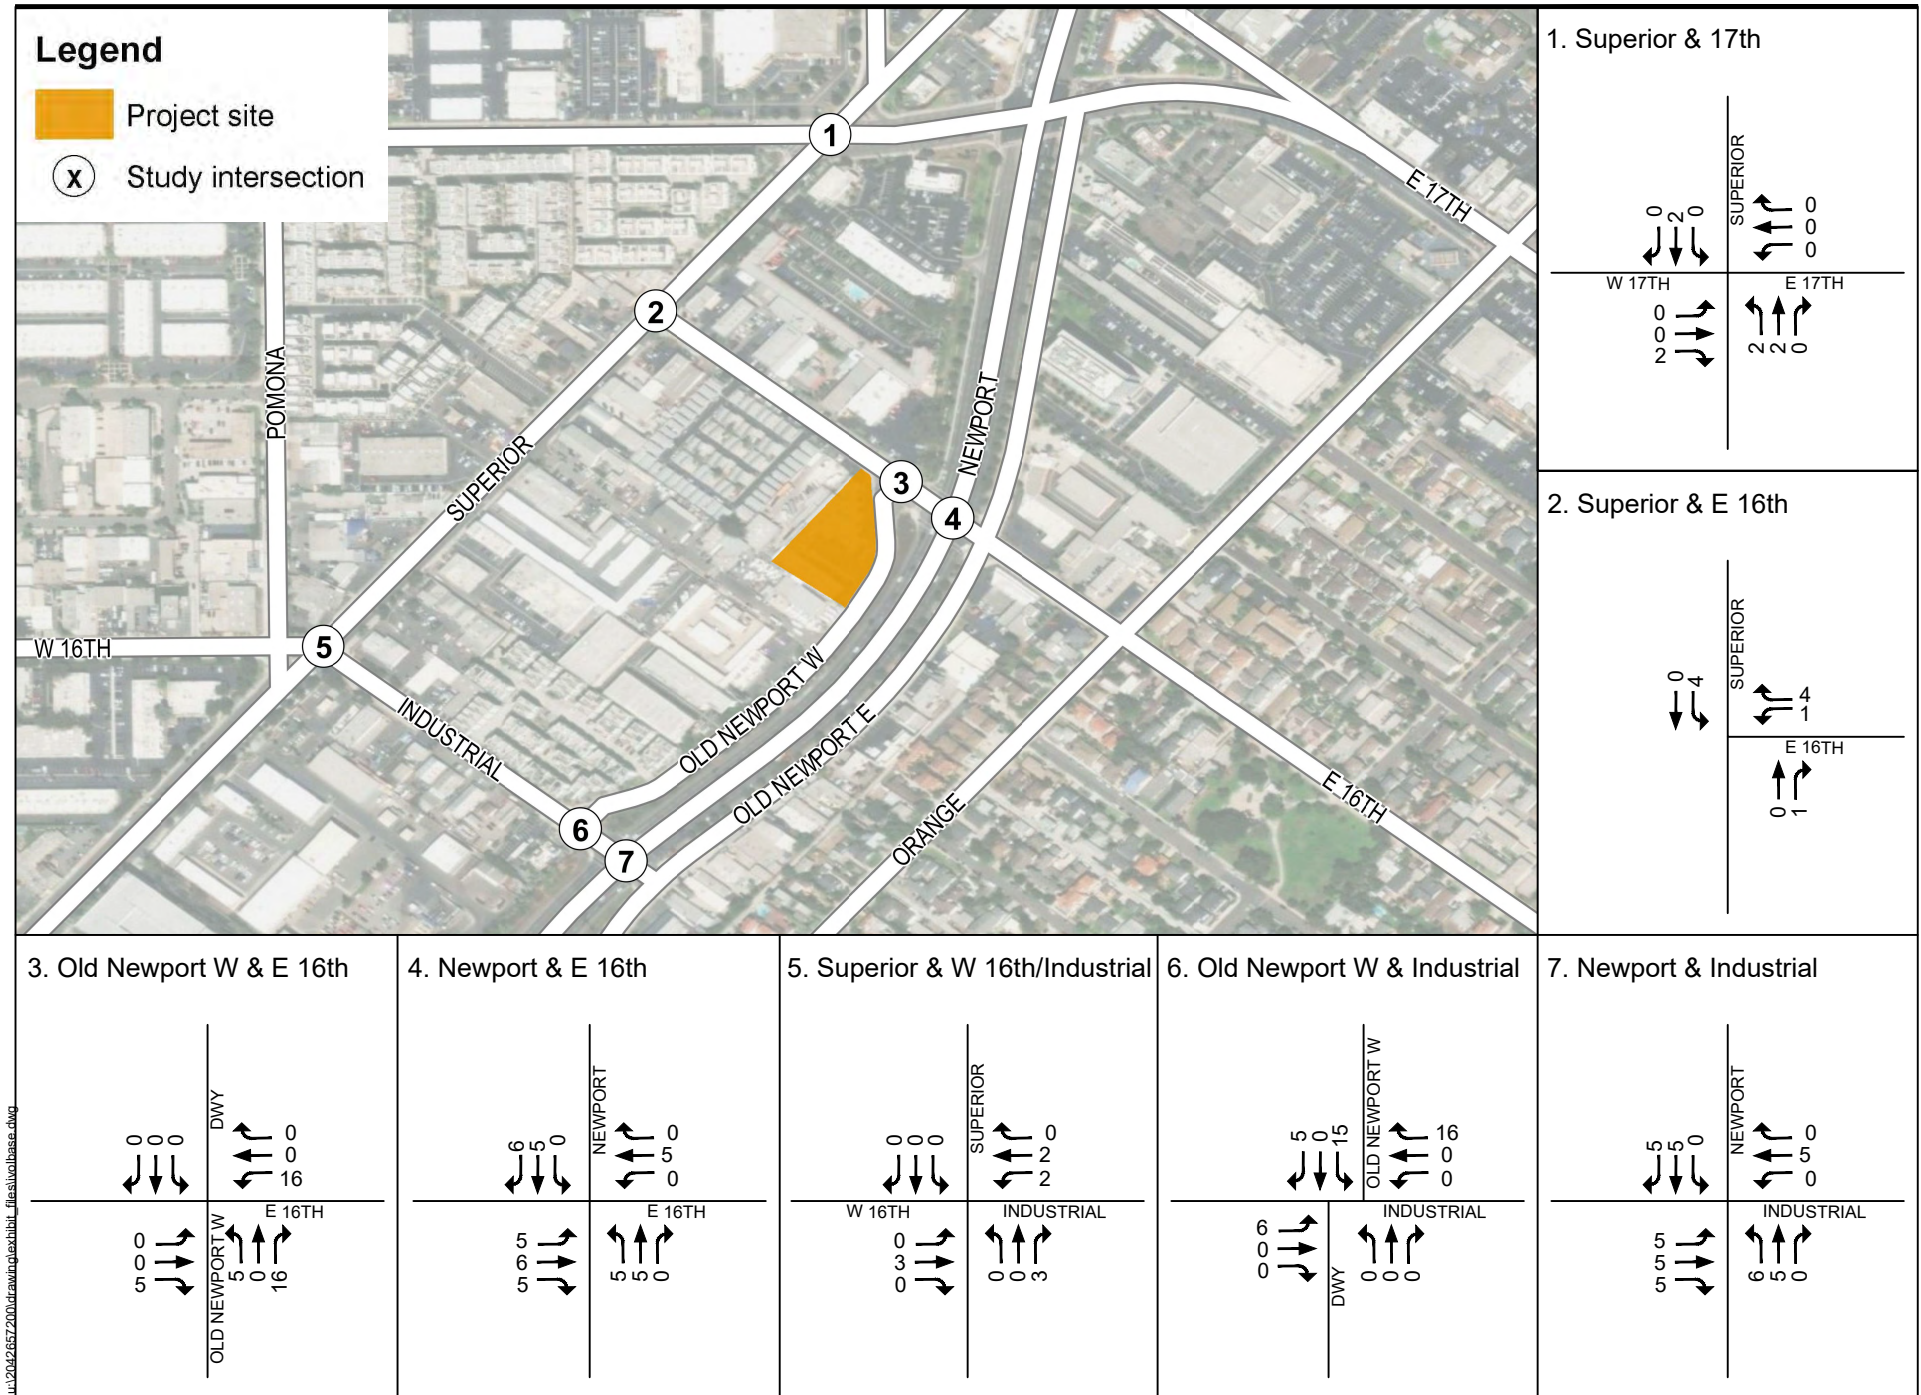 Legend
Project site
X Study intersection
1
2
3
4
5
6
7
E 17TH
POMONA
SUPERIOR
NEWPORT
W 16TH
INDUSTRIAL
OLD NEWPORT W
OLD NEWPORT E
ORANGE
E 16TH
1. Superior & 17th
SUPERIOR
0 2 0
0
0
0
W 17TH
E 17TH
0
0
2
2 2 0
2. Superior & E 16th
SUPERIOR
0 4
4
1
E 16TH
0 1
3. Old Newport W & E 16th
DWY
0 0 0
0
0
16
E 16TH
0
0
5
OLD NEWPORT W
5 0 16
4. Newport & E 16th
NEWPORT
6 5 0
0
5
0
E 16TH
5
6
5
5 5 0
5. Superior & W 16th/Industrial
SUPERIOR
0 0 0
0
2
2
W 16TH
INDUSTRIAL
0
3
0
0 0 3
6. Old Newport W & Industrial
OLD NEWPORT W
5 0 15
16
0
0
INDUSTRIAL
6
0
0
DWY
0 0 0
7. Newport & Industrial
NEWPORT
5 5 0
0
5
0
INDUSTRIAL
5
5
5
6 5 0
u:\2042657200\drawing\exhibit_files\ivolbase.dwg